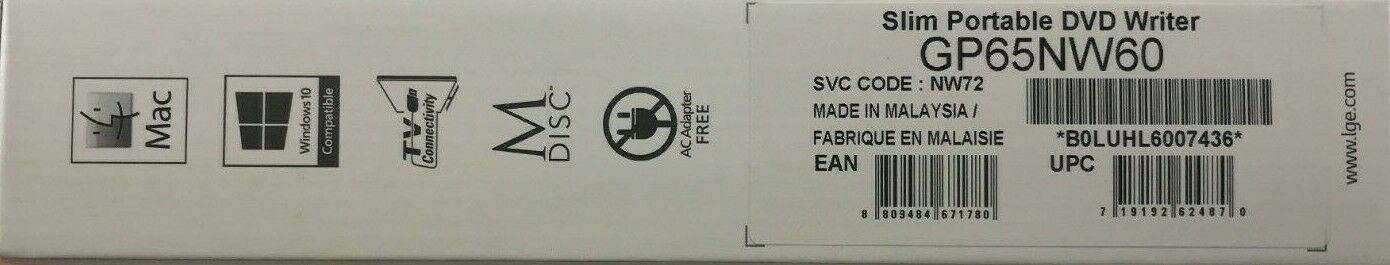 Mac
Windows 10
Compatible
TV
Connectivity
M
DISC™
AC Adapter
FREE
Slim Portable DVD Writer
GP65NW60
SVC CODE : NW72
MADE IN MALAYSIA /
FABRIQUE EN MALAISIE
*B0LUHL6007436*
EAN
8 809484 671780
UPC
7 19192 62487 0
www.lge.com